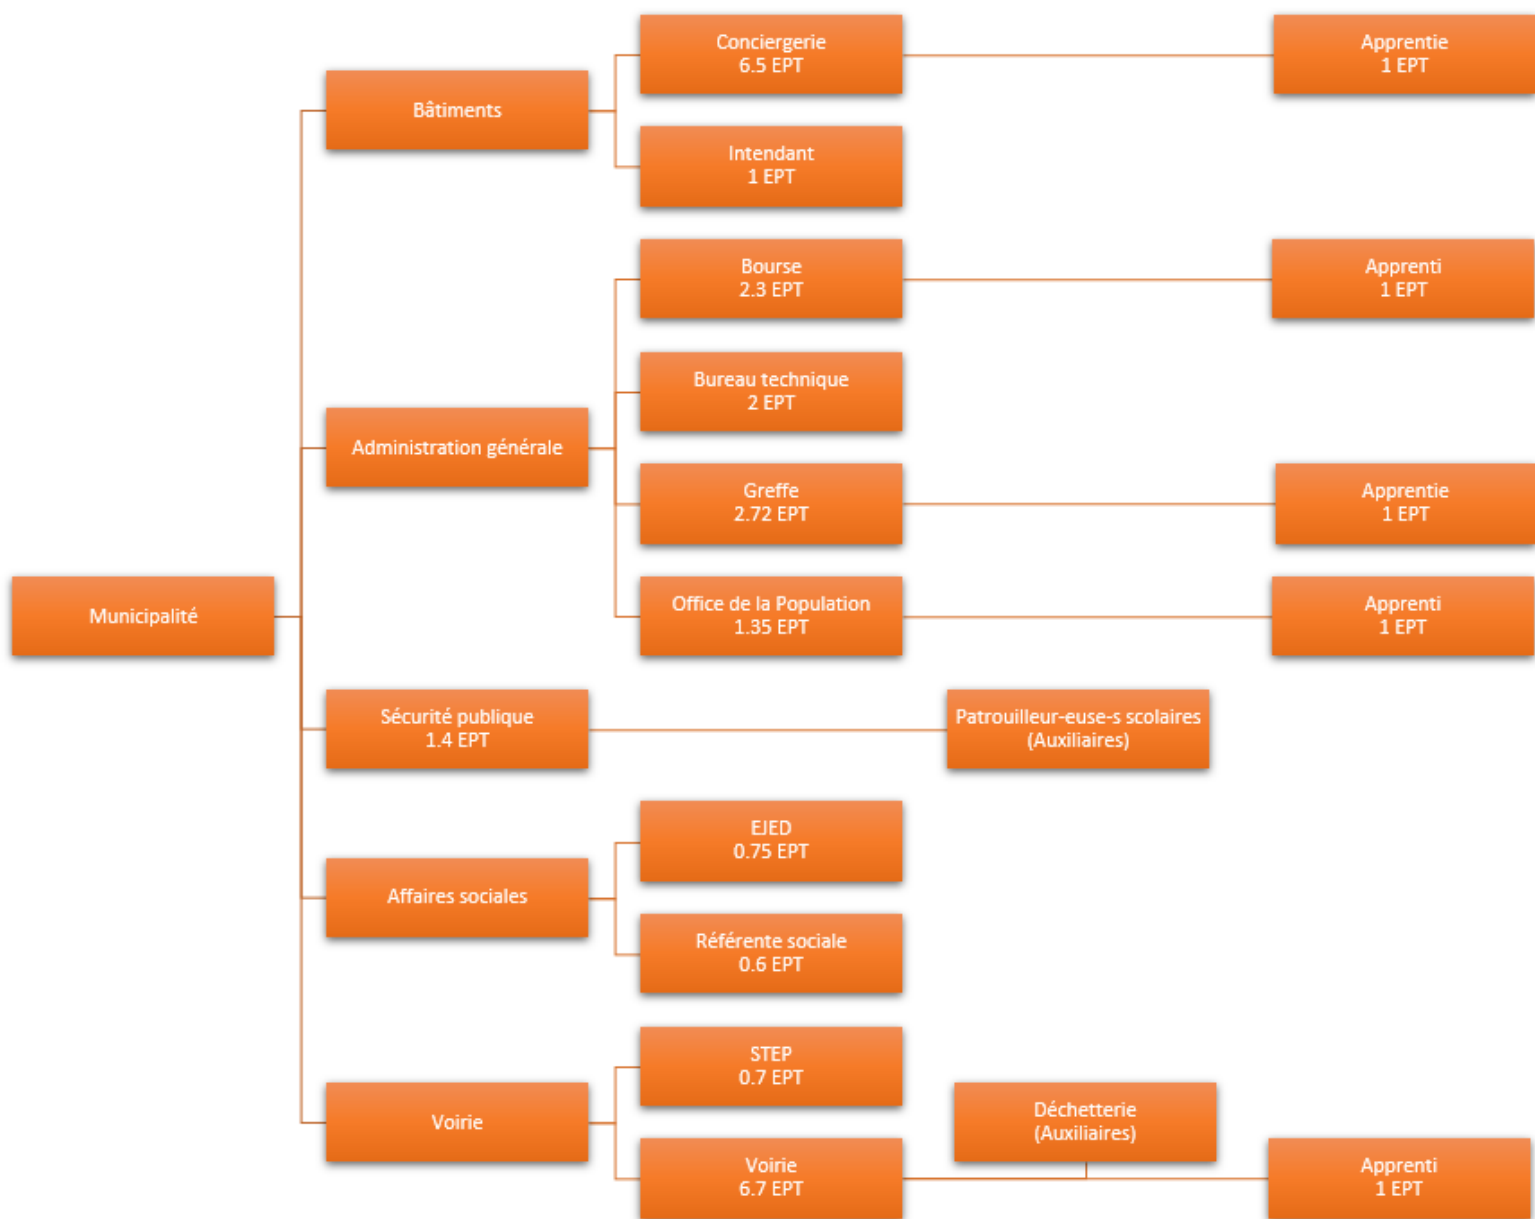 Conciergerie
6.5 EPT
Apprentie
1 EPT
Bâtiments
Intendant
1 EPT
Bourse
2.3 EPT
Apprenti
1 EPT
Bureau technique
2 EPT
Administration générale
Greffe
2.72 EPT
Apprentie
1 EPT
Municipalité
Office de la Population
1.35 EPT
Apprenti
1 EPT
Sécurité publique
1.4 EPT
Patrouilleur-euse-s scolaires
(Auxiliaires)
EJED
0.75 EPT
Affaires sociales
Référente sociale
0.6 EPT
STEP
0.7 EPT
Voirie
Déchetterie
(Auxiliaires)
Voirie
6.7 EPT
Apprenti
1 EPT